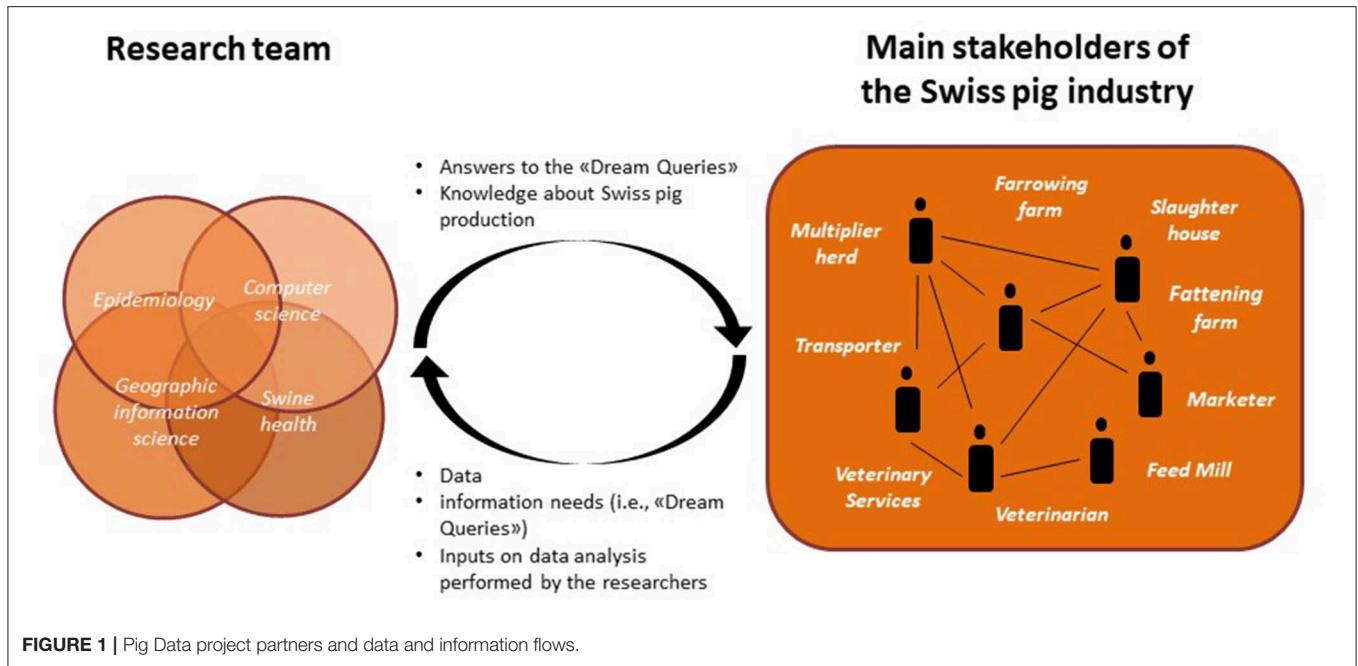 Research team
Main stakeholders of
the Swiss pig industry
Epidemiology
Computer
science
Geographic
information
science
Swine
health
• Answers to the «Dream Queries»
• Knowledge about Swiss pig
production
• Data
• information needs (i.e., «Dream
Queries»)
• Inputs on data analysis
performed by the researchers
Farrowing
farm
Slaughter
house
Multiplier
herd
Fattening
farm
Transporter
Marketer
Veterinary
Services
Feed Mill
Veterinarian
FIGURE 1 | Pig Data project partners and data and information flows.